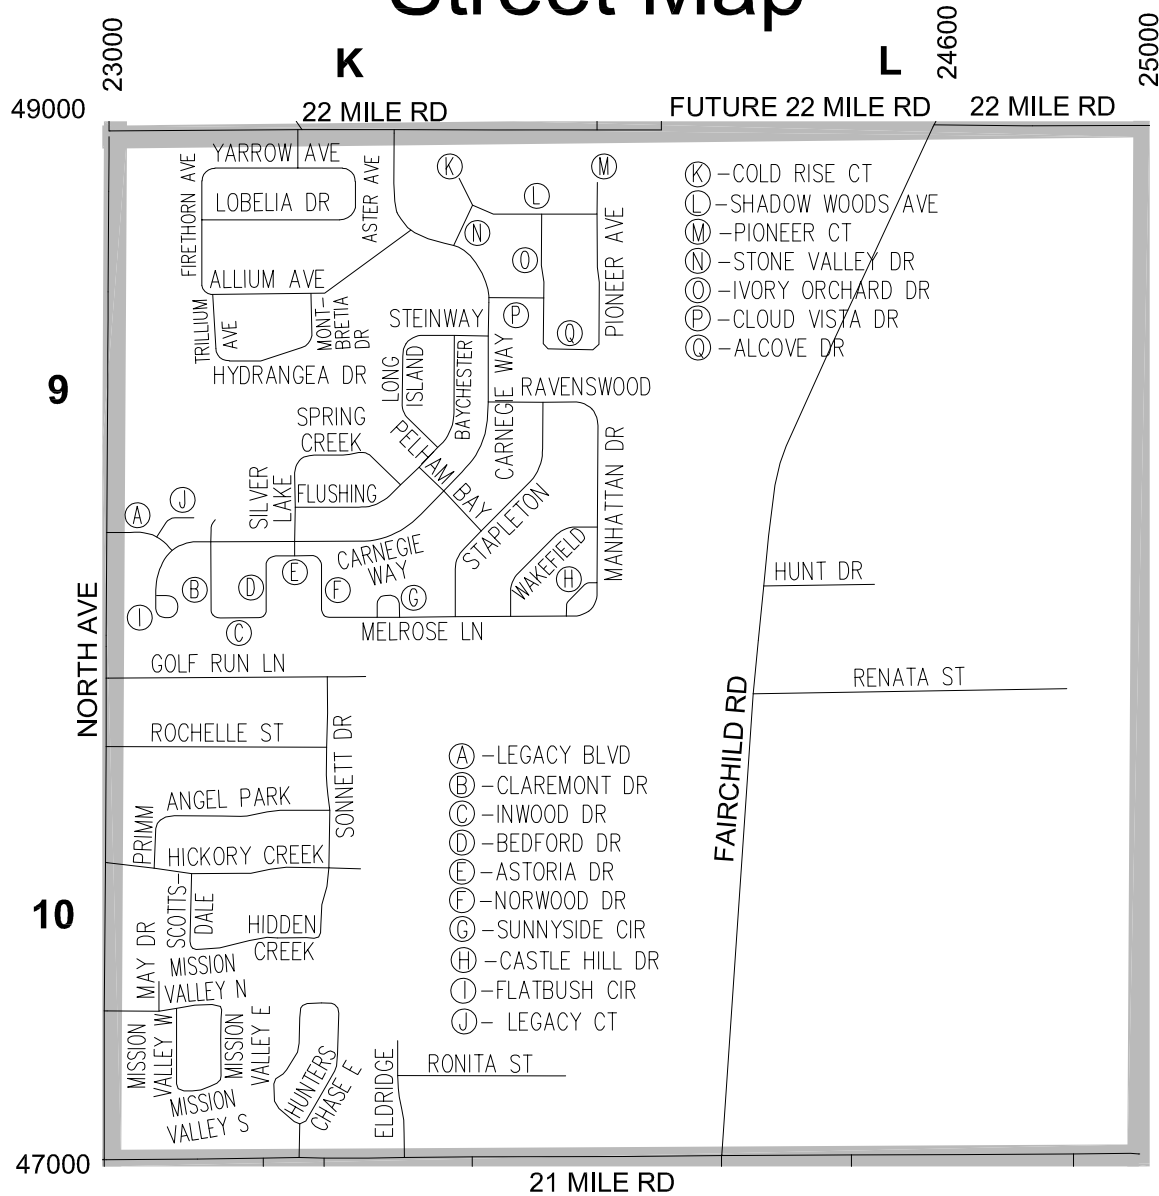 Street Map
23000
K
L
24600
25000
49000
22 MILE RD
FUTURE 22 MILE RD
22 MILE RD
YARROW AVE
LOBELIA DR
FIRETHORN AVE
ASTER AVE
ALLIUM AVE
TRILLIUM
AVE
MONT-
BRETIA
DR
HYDRANGEA DR
K
M
L
N
O
P
Q
PIONEER AVE
K -COLD RISE CT
L -SHADOW WOODS AVE
M -PIONEER CT
N -STONE VALLEY DR
O -IVORY ORCHARD DR
P -CLOUD VISTA DR
Q -ALCOVE DR
STEINWAY
LONG
ISLAND
BAYCHESTER
CARNEGIE WAY
RAVENSWOOD
9
SPRING
CREEK
PELHAM BAY
MANHATTAN DR
SILVER
LAKE
FLUSHING
STAPLETON
A
J
CARNEGIE
WAY
WAKEFIELD
H
HUNT DR
B
D
E
F
G
I
C
MELROSE LN
NORTH AVE
GOLF RUN LN
RENATA ST
FAIRCHILD RD
ROCHELLE ST
SONNETT DR
A -LEGACY BLVD
B -CLAREMONT DR
C -INWOOD DR
D -BEDFORD DR
E -ASTORIA DR
F -NORWOOD DR
G -SUNNYSIDE CIR
H -CASTLE HILL DR
I -FLATBUSH CIR
J - LEGACY CT
ANGEL PARK
PRIMM
HICKORY CREEK
10
SCOTTS-
DALE
HIDDEN
CREEK
MAY DR
MISSION
VALLEY N
MISSION
VALLEY W
MISSION
VALLEY E
MISSION
VALLEY S
HUNTERS
CHASE E
ELDRIDGE
RONITA ST
47000
21 MILE RD